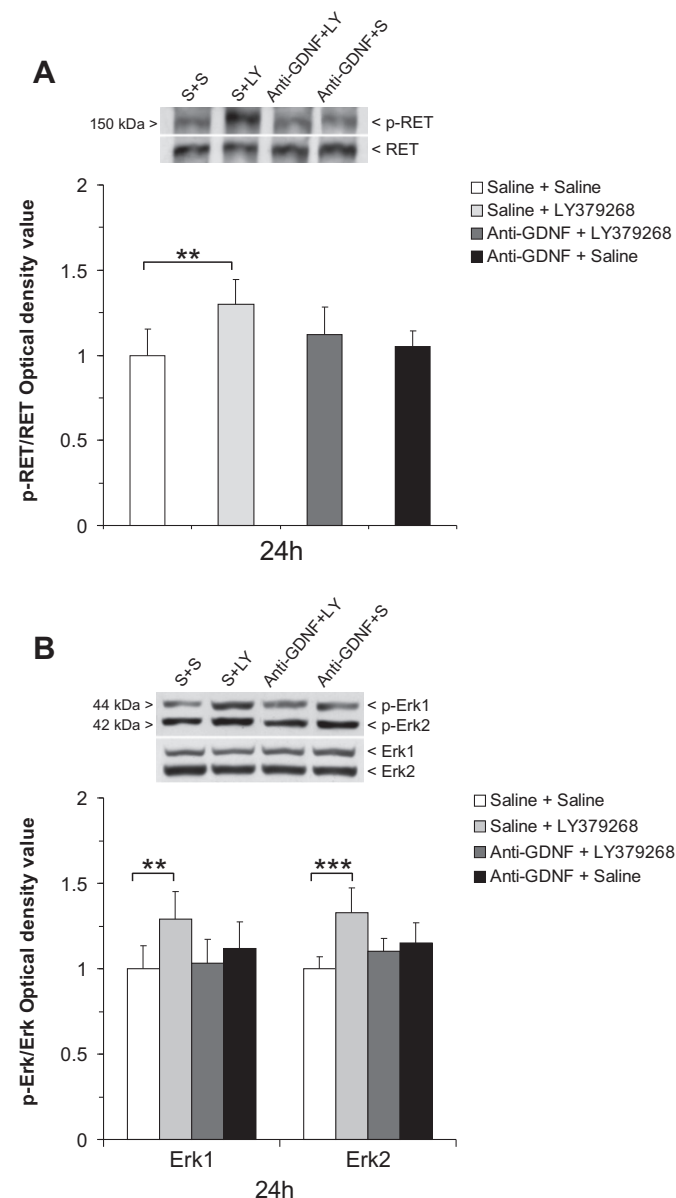 A
S+S
S+LY
Anti-GDNF+LY
Anti-GDNF+S
150 kDa >
< p-RET
< RET
p-RET/RET Optical density value
2
1.5
1
0.5
0
**
Saline + Saline
Saline + LY379268
Anti-GDNF + LY379268
Anti-GDNF + Saline
24h
B
S+S
S+LY
Anti-GDNF+LY
Anti-GDNF+S
44 kDa >
< p-Erk1
42 kDa >
< p-Erk2
< Erk1
< Erk2
p-Erk/Erk Optical density value
2
1.5
1
0.5
0
**
***
Saline + Saline
Saline + LY379268
Anti-GDNF + LY379268
Anti-GDNF + Saline
Erk1
Erk2
24h